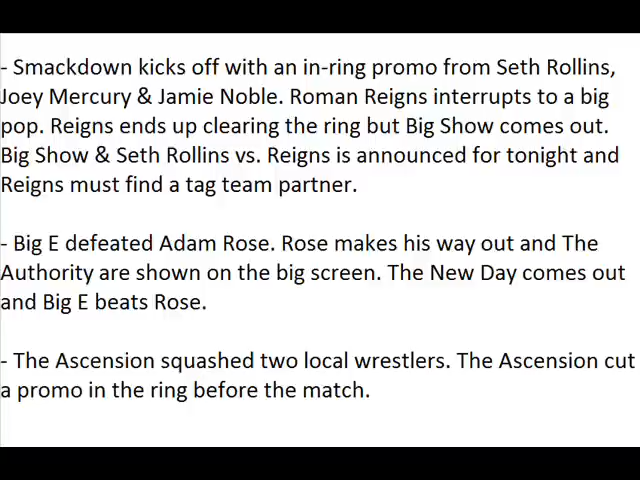 - Smackdown kicks off with an in-ring promo from Seth Rollins,
Joey Mercury & Jamie Noble. Roman Reigns interrupts to a big
pop. Reigns ends up clearing the ring but Big Show comes out.
Big Show & Seth Rollins vs. Reigns is announced for tonight and
Reigns must find a tag team partner.
- Big E defeated Adam Rose. Rose makes his way out and The
Authority are shown on the big screen. The New Day comes out
and Big E beats Rose.
- The Ascension squashed two local wrestlers. The Ascension cut
a promo in the ring before the match.